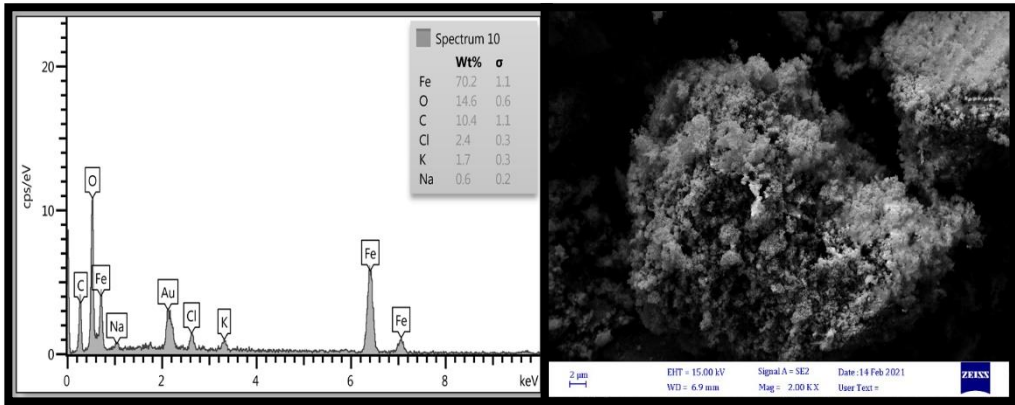 Spectrum 10
Wt% σ
Fe 70.2 1.1
O 14.6 0.6
C 10.4 1.1
Cl 2.4 0.3
K 1.7 0.3
Na 0.6 0.2
20
10
0
cps/eV
O
C
Fe
Na
Au
Cl
K
Fe
Fe
0 2 4 6 8 keV
2 µm
EHT = 15.00 kV Signal A = SE2 Date :14 Feb 2021
WD = 6.9 mm Mag = 2.00 K X User Text =
ZEISS